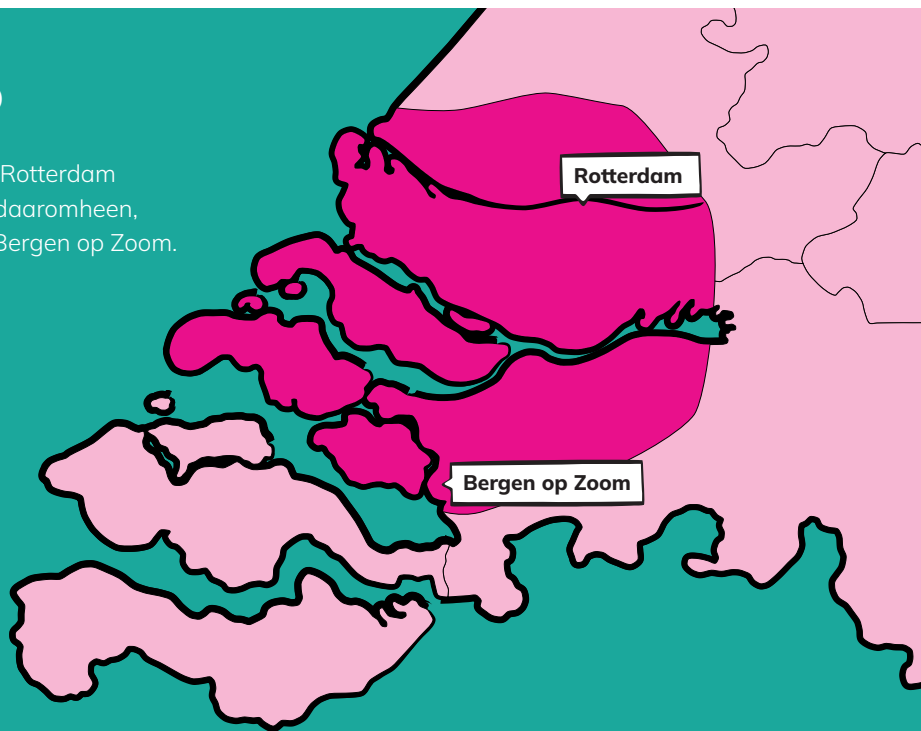 Rotterdam
daaromheen,
Bergen op Zoom.
Rotterdam
Bergen op Zoom